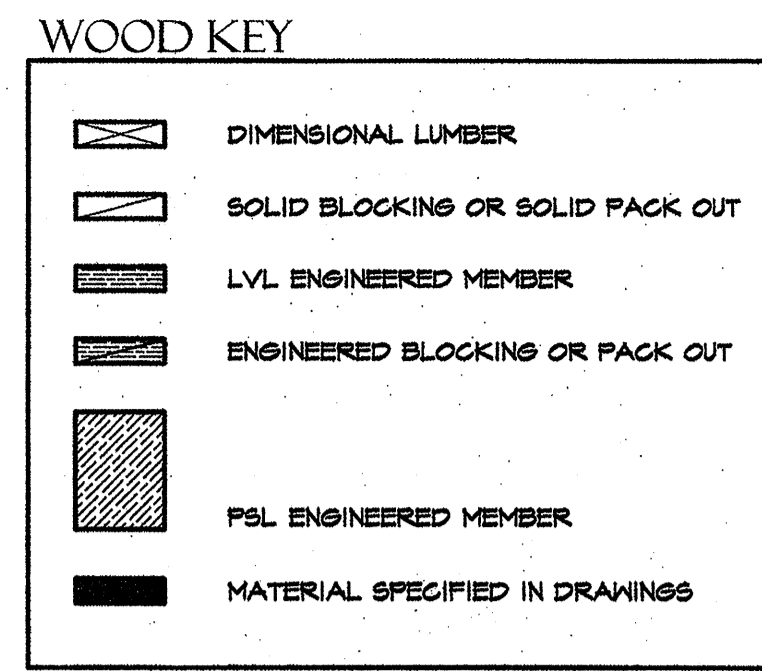 WOOD KEY
DIMENSIONAL LUMBER
SOLID BLOCKING OR SOLID PACK OUT
LVL ENGINEERED MEMBER
ENGINEERED BLOCKING OR PACK OUT
PSL ENGINEERED MEMBER
MATERIAL SPECIFIED IN DRAWINGS